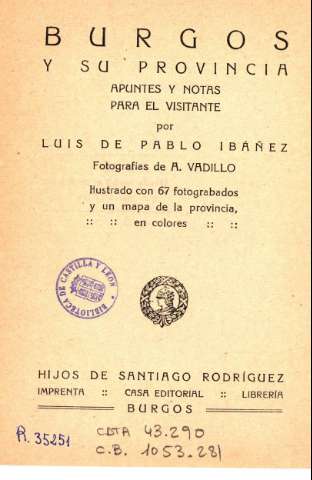 BURGOS
Y SU PROVINCIA
APUNTES Y NOTAS
PARA EL VISITANTE
por
LUIS DE PABLO IBÁÑEZ
Fotografías de A. VADILLO
Ilustrado con 67 fotograbados
y un mapa de la provincia,
:: :: en colores :: ::
BIBLIOTECA DE CASTILLA Y LEON
HIJOS DE SANTIAGO RODRÍGUEZ
IMPRENTA :: CASA EDITORIAL :: LIBRERÍA
BURGOS
R. 35251
CDTA 43.290
C.B. 1053.281